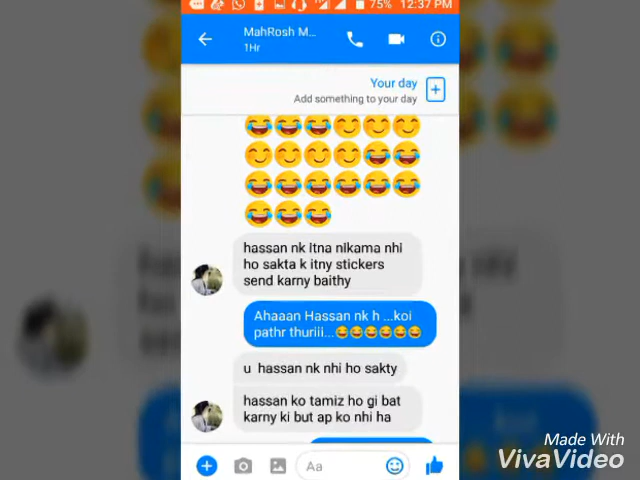 75% 12:37 PM
MahRosh M...
1Hr
Your day
Add something to your day
hassan nk Itna nikama nhi
ho sakta k itny stickers
send karny baithy
Ahaaan Hassan nk h ...koi
pathr thuriii...😂😂😂😂😂😂
u hassan nk nhi ho sakty
hassan ko tamiz ho gi bat
karny ki but ap ko nhi ha
Aa
Made With
VivaVideo